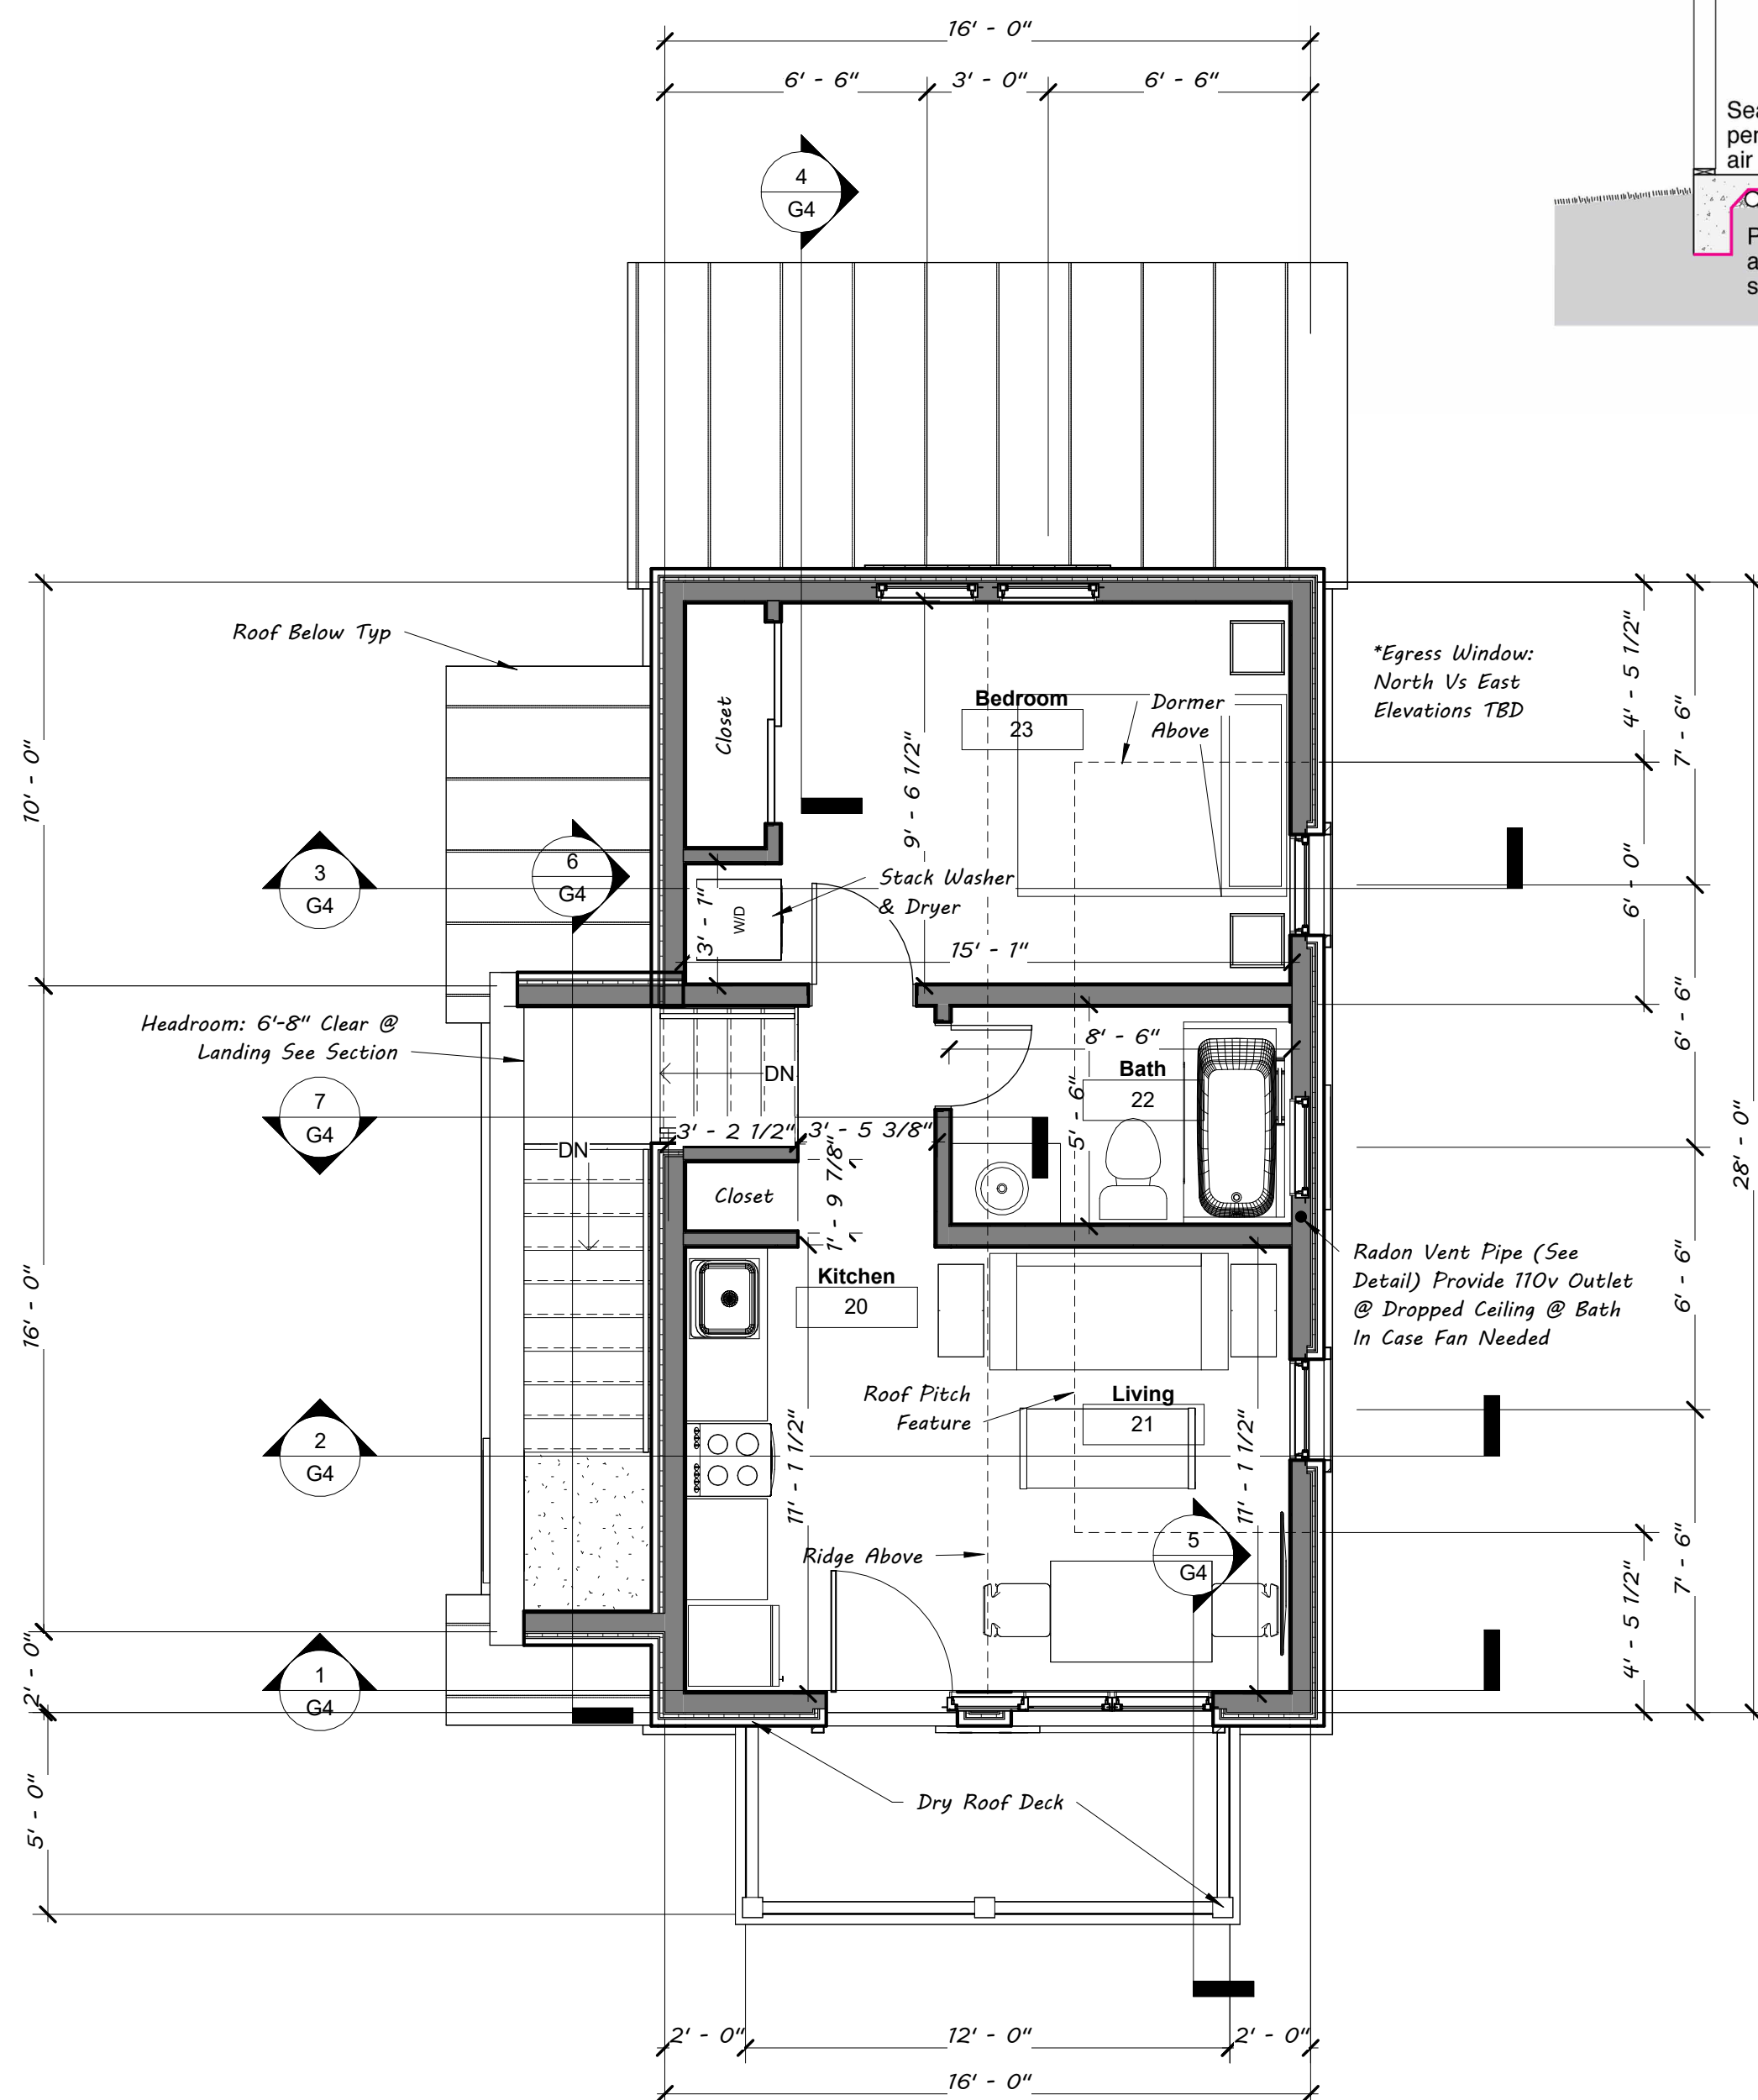 16' - 0"
6' - 6"
3' - 0"
6' - 6"
4
G4
air
Roof Below Typ
Closet
Bedroom
23
Dormer
Above
*Egress Window:
North Vs East
Elevations TBD
4' - 5 1/2"
7' - 6"
10' - 0"
9' - 6 1/2"
3
G4
6
G4
Stack Washer
& Dryer
W/D
3' - 1"
6' - 0"
15' - 1"
Headroom: 6'-8" Clear @
Landing See Section
8' - 6"
6' - 6"
DN
Bath
22
5' - 6"
7
G4
3' - 2 1/2"
3' - 5 3/8"
DN
Closet
1' - 9 7/8"
28' - 0"
Radon Vent Pipe (See
Detail) Provide 110v Outlet
@ Dropped Ceiling @ Bath
In Case Fan Needed
Kitchen
20
16' - 0"
6' - 6"
Roof Pitch
Feature
Living
21
2
G4
11' - 1 1/2"
11' - 1 1/2"
5
G4
Ridge Above
7' - 6"
4' - 5 1/2"
2' - 0"
1
G4
5' - 0"
Dry Roof Deck
2' - 0"
12' - 0"
2' - 0"
16' - 0"